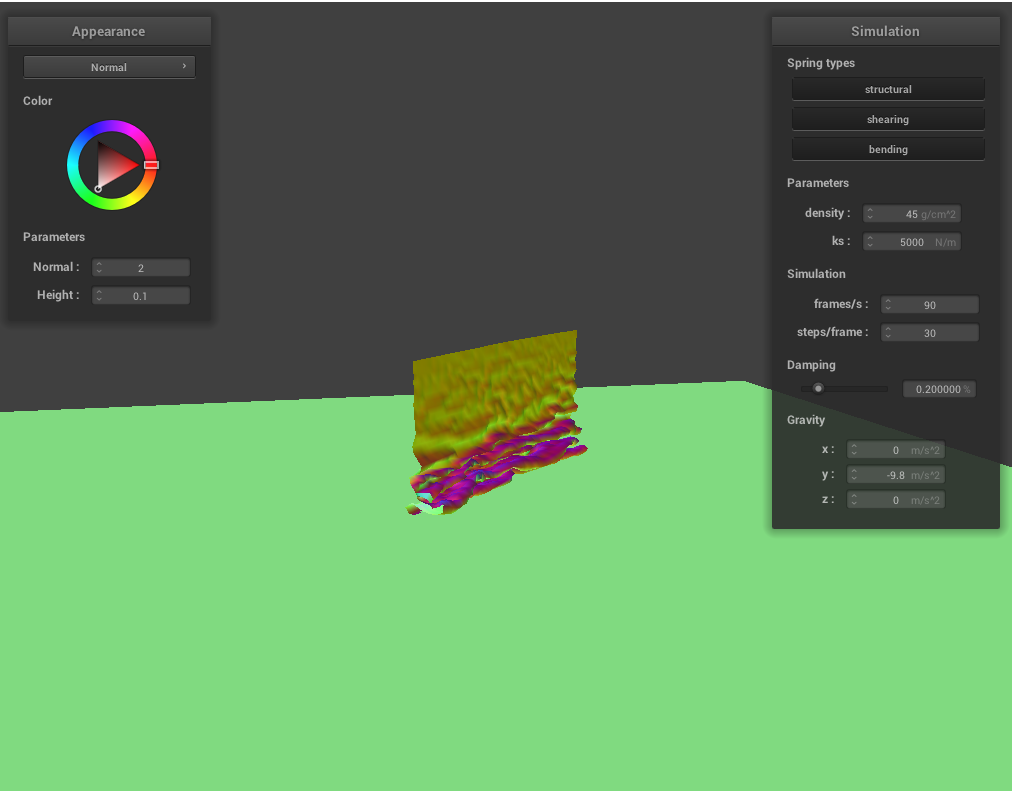 Appearance
Normal
Color
Parameters
Normal : 2
Height : 0.1
Simulation
Spring types
structural
shearing
bending
Parameters
density : 45 g/cm^2
ks : 5000 N/m
Simulation
frames/s : 90
steps/frame : 30
Damping
0.200000 %
Gravity
x : 0 m/s^2
y : -9.8 m/s^2
z : 0 m/s^2